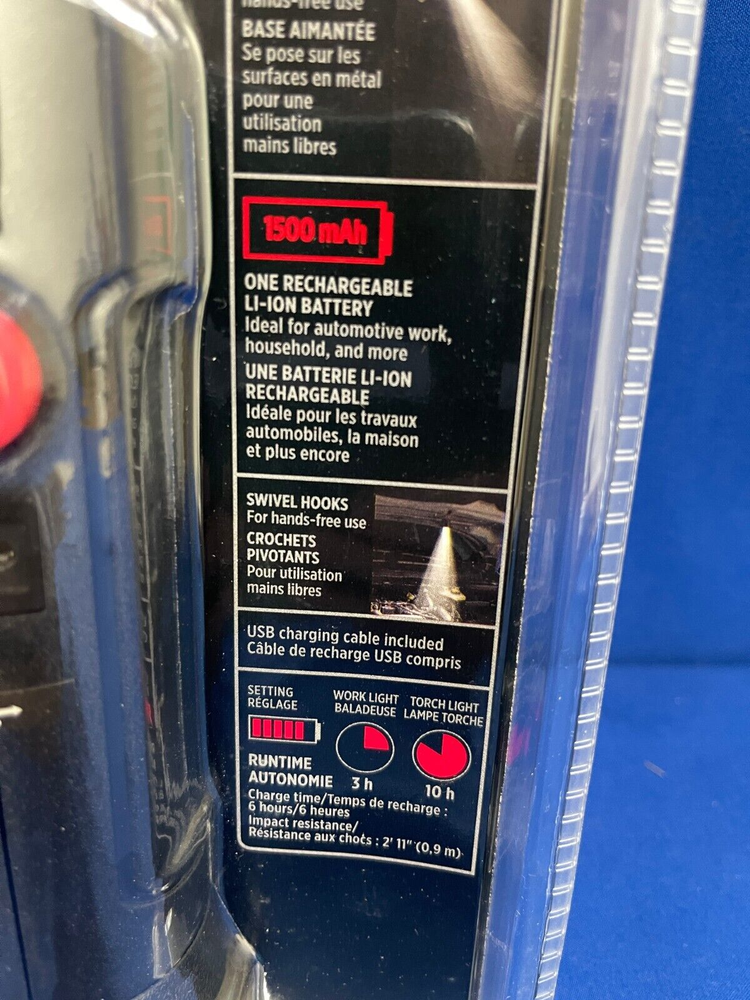 hands-free use
BASE AIMANTÉE
Se pose sur les
surfaces en métal
pour une
utilisation
mains libres
1500 mAh
ONE RECHARGEABLE
LI-ION BATTERY
Ideal for automotive work,
household, and more
UNE BATTERIE LI-ION
RECHARGEABLE
Idéale pour les travaux
automobiles, la maison
et plus encore
SWIVEL HOOKS
For hands-free use
CROCHETS
PIVOTANTS
Pour utilisation
mains libres
USB charging cable included
Câble de recharge USB compris
SETTING
RÉGLAGE
WORK LIGHT
BALADEUSE
TORCH LIGHT
LAMPE TORCHE
RUNTIME
AUTONOMIE
3 h
10 h
Charge time/Temps de recharge :
6 hours/6 heures
Impact resistance/
Résistance aux chocs : 2' 11" (0,9 m)